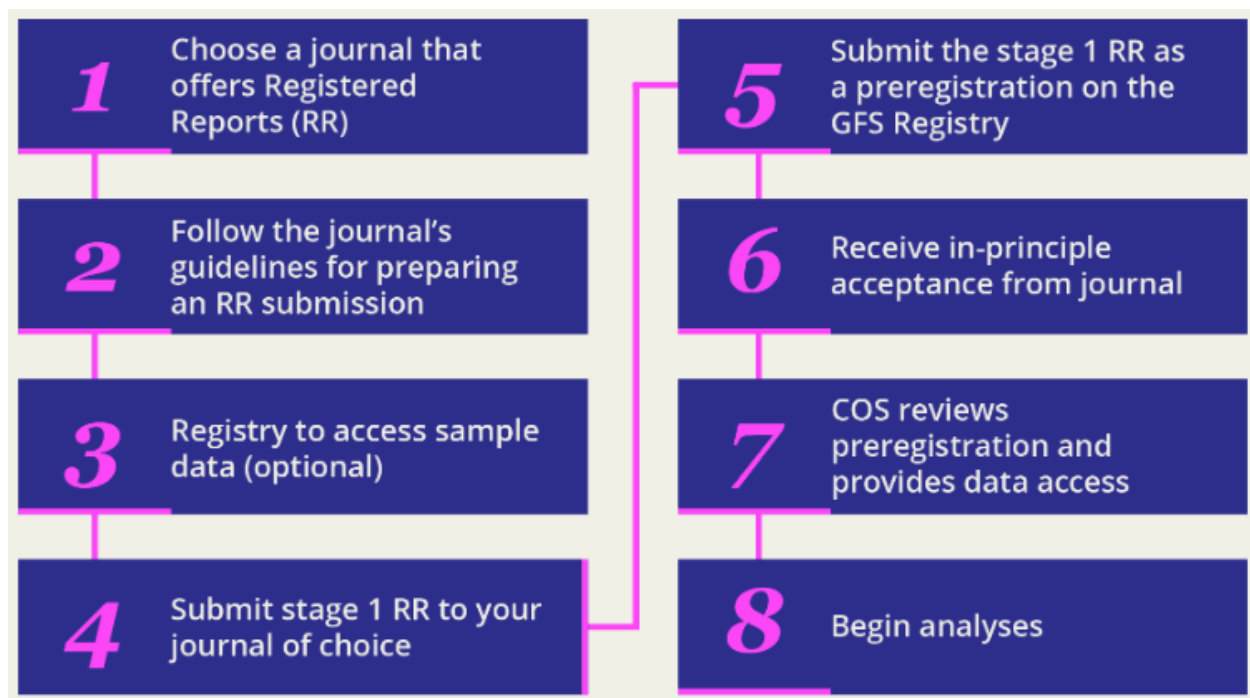 1
Choose a journal that
offers Registered
Reports (RR)
2
Follow the journal’s
guidelines for preparing
an RR submission
3
Registry to access sample
data (optional)
4
Submit stage 1 RR to your
journal of choice
5
Submit the stage 1 RR as
a preregistration on the
GFS Registry
6
Receive in-principle
acceptance from journal
7
COS reviews
preregistration and
provides data access
8
Begin analyses